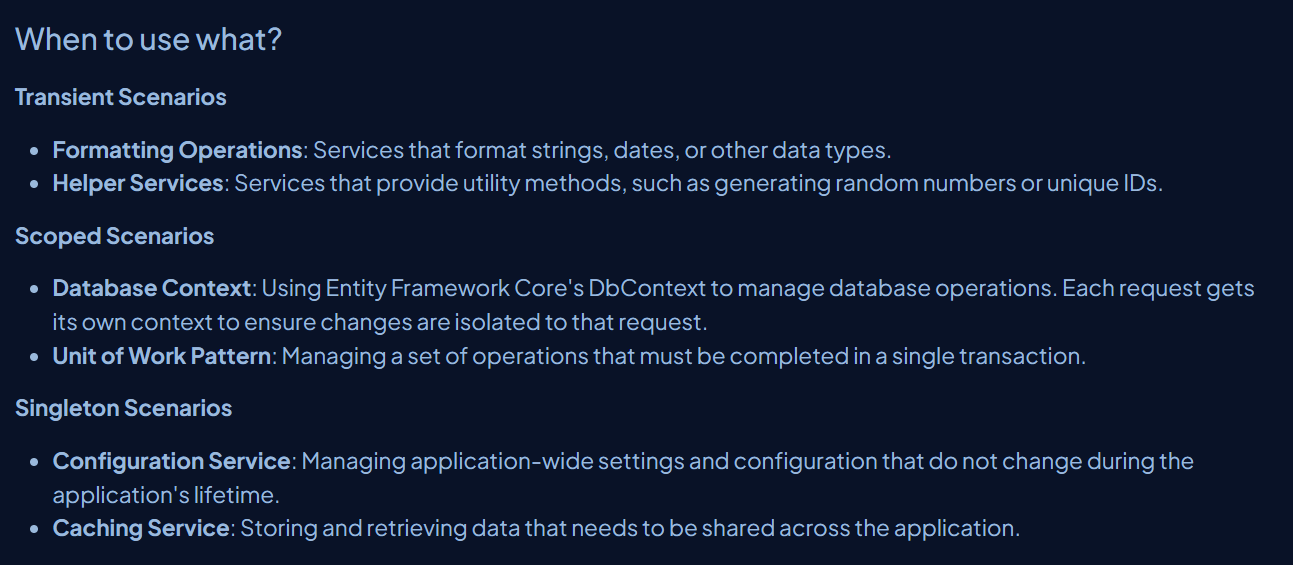 When to use what?
Transient Scenarios
• Formatting Operations: Services that format strings, dates, or other data types.
• Helper Services: Services that provide utility methods, such as generating random numbers or unique IDs.
Scoped Scenarios
• Database Context: Using Entity Framework Core's DbContext to manage database operations. Each request gets
its own context to ensure changes are isolated to that request.
• Unit of Work Pattern: Managing a set of operations that must be completed in a single transaction.
Singleton Scenarios
• Configuration Service: Managing application-wide settings and configuration that do not change during the
application's lifetime.
• Caching Service: Storing and retrieving data that needs to be shared across the application.